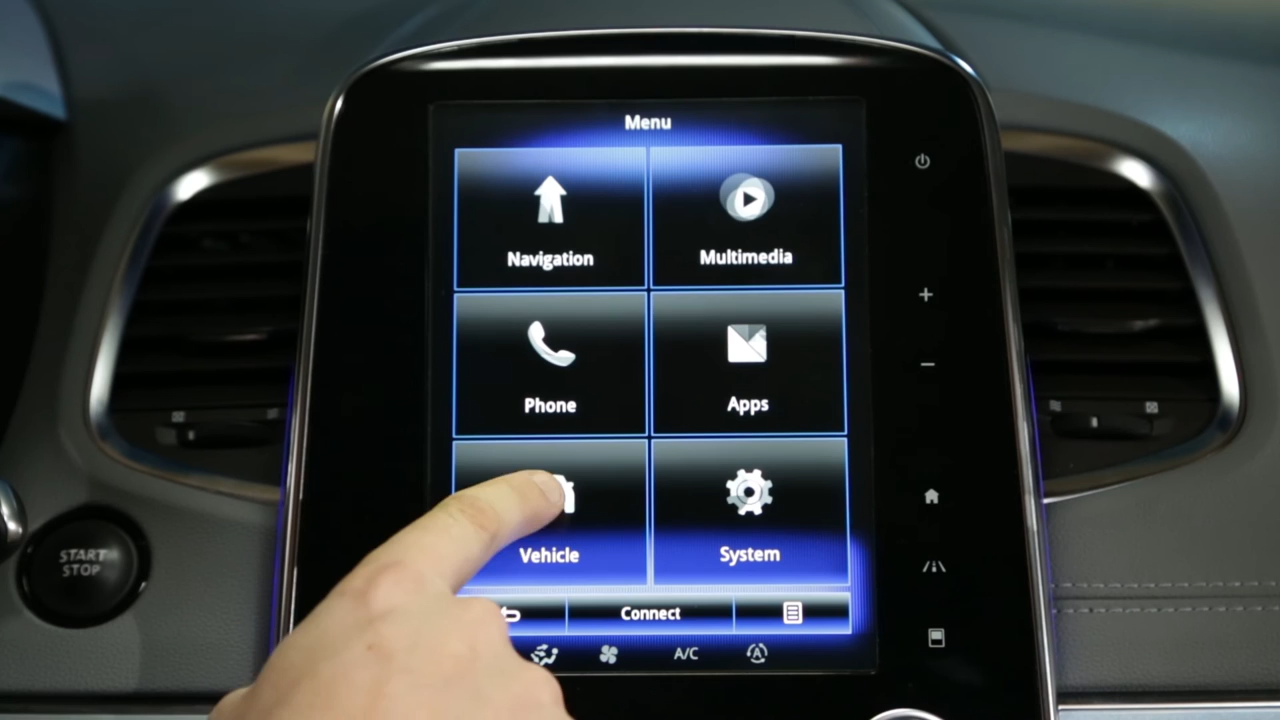 Menu
Navigation
Multimedia
Phone
Apps
Vehicle
System
Connect
A/C
START
STOP